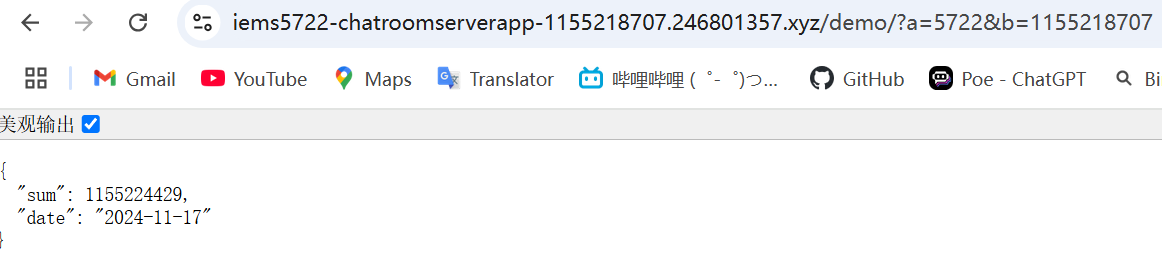 iems5722-chatroomserverapp-1155218707.246801357.xyz/demo/?a=5722&b=1155218707
Gmail YouTube Maps Translator 哔哩哔哩 (゜-゜)つ... GitHub Poe - ChatGPT Bi
美观输出
{
"sum": 1155224429,
"date": "2024-11-17"
}